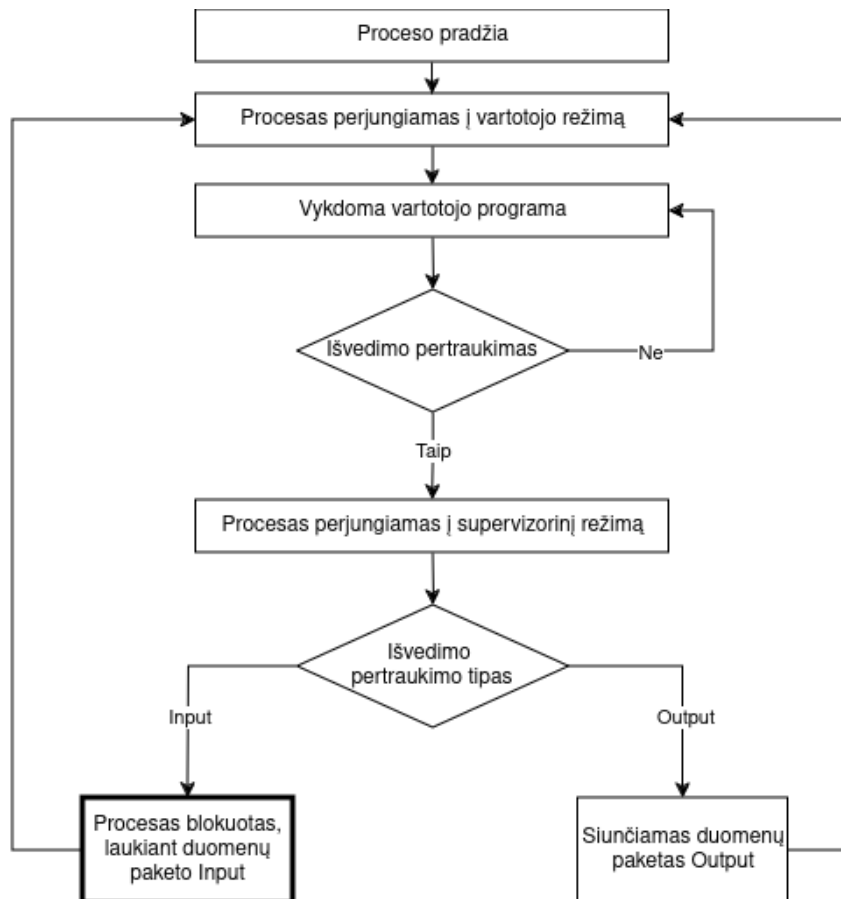 Proceso pradžia
Procesas perjungiamas į vartotojo režimą
Vykdoma vartotojo programa
Išvedimo pertraukimas
Ne
Taip
Procesas perjungiamas į supervizorinį režimą
Išvedimo
pertraukimo tipas
Input
Output
Procesas blokuotas,
laukiant duomenų
paketo Input
Siunčiamas duomenų
paketas Output